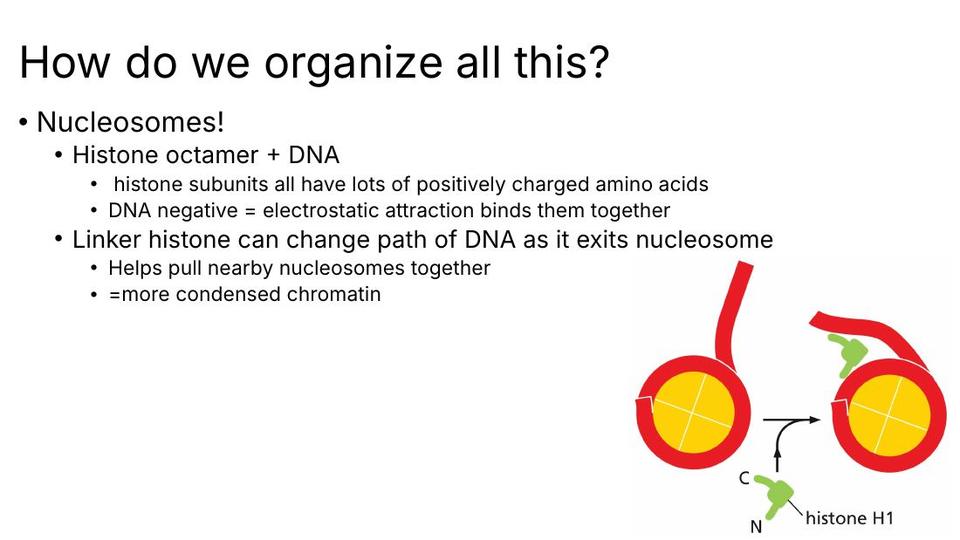 How do we organize all this?
• Nucleosomes!
• Histone octamer + DNA
• histone subunits all have lots of positively charged amino acids
• DNA negative = electrostatic attraction binds them together
• Linker histone can change path of DNA as it exits nucleosome
• Helps pull nearby nucleosomes together
• =more condensed chromatin
C
histone H1
N